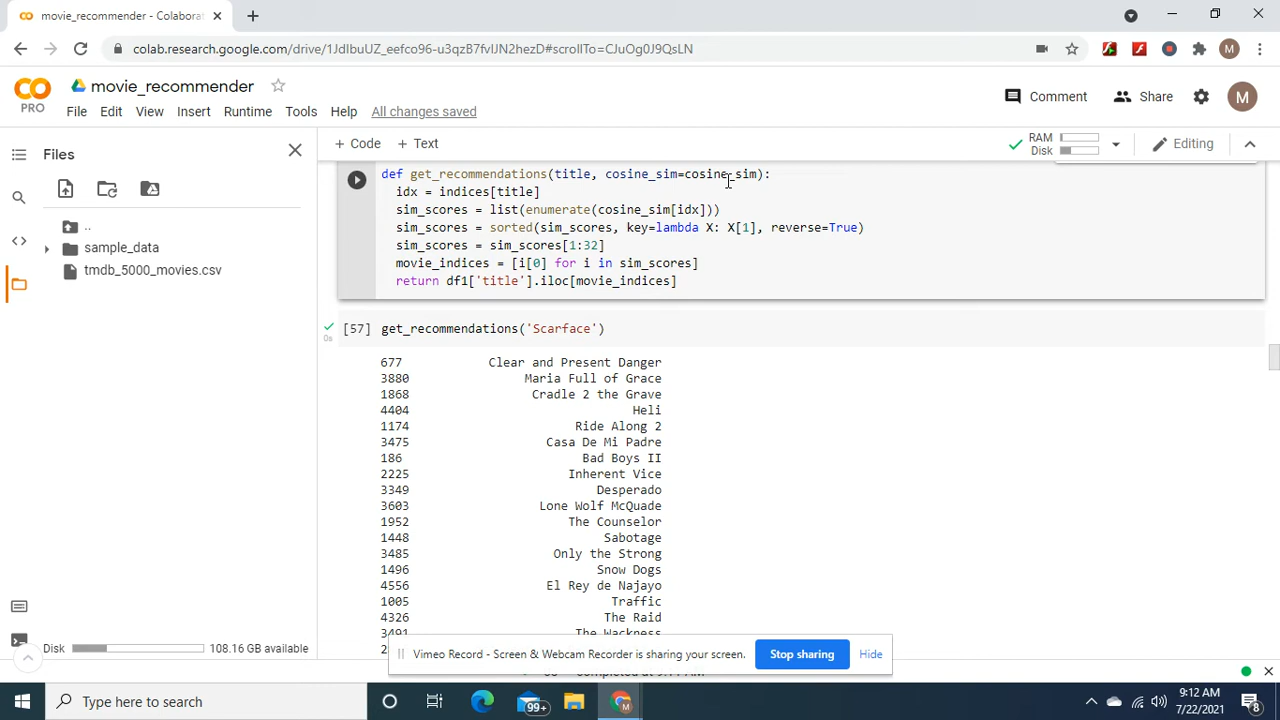 movie_recommender - Colaborat
colab.research.google.com/drive/1JdIbuUZ_eefco96-u3qzB7fvIJN2hezD#scrollTo=CJuOg0J9QsLN
M
PRO
movie_recommender
File Edit View Insert Runtime Tools Help All changes saved
Comment Share M
+ Code + Text
RAM
Disk
Editing
Files
..
sample_data
tmdb_5000_movies.csv
Disk 108.16 GB available
def get_recommendations(title, cosine_sim=cosine_sim):
idx = indices[title]
sim_scores = list(enumerate(cosine_sim[idx]))
sim_scores = sorted(sim_scores, key=lambda X: X[1], reverse=True)
sim_scores = sim_scores[1:32]
movie_indices = [i[0] for i in sim_scores]
return df1['title'].iloc[movie_indices]
[57] get_recommendations('Scarface')
0s
677 Clear and Present Danger
3880 Maria Full of Grace
1868 Cradle 2 the Grave
4404 Heli
1174 Ride Along 2
3475 Casa De Mi Padre
186 Bad Boys II
2225 Inherent Vice
3349 Desperado
3603 Lone Wolf McQuade
1952 The Counselor
1448 Sabotage
3485 Only the Strong
1496 Snow Dogs
4556 El Rey de Najayo
1005 Traffic
4326 The Raid
3491 The Wackness
Vimeo Record - Screen & Webcam Recorder is sharing your screen. Stop sharing Hide
Type here to search
99+
9:12 AM
7/22/2021
8